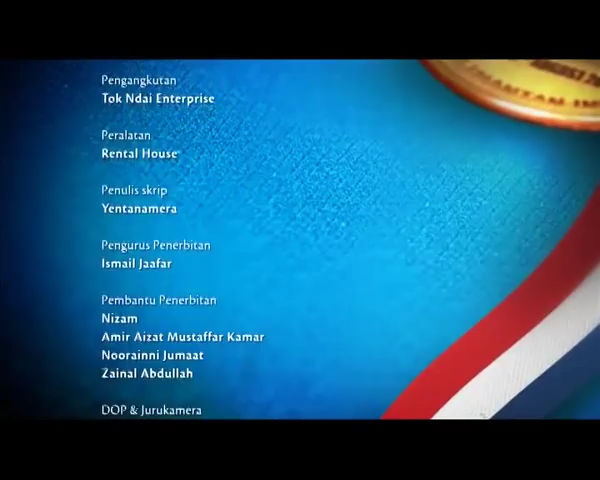 Pengangkutan
Tok Ndai Enterprise
Peralatan
Rental House
Penulis skrip
Yentanamera
Pengurus Penerbitan
Ismail Jaafar
Pembantu Penerbitan
Nizam
Amir Aizat Mustaffar Kamar
Noorainni Jumaat
Zainal Abdullah
DOP & Jurukamera